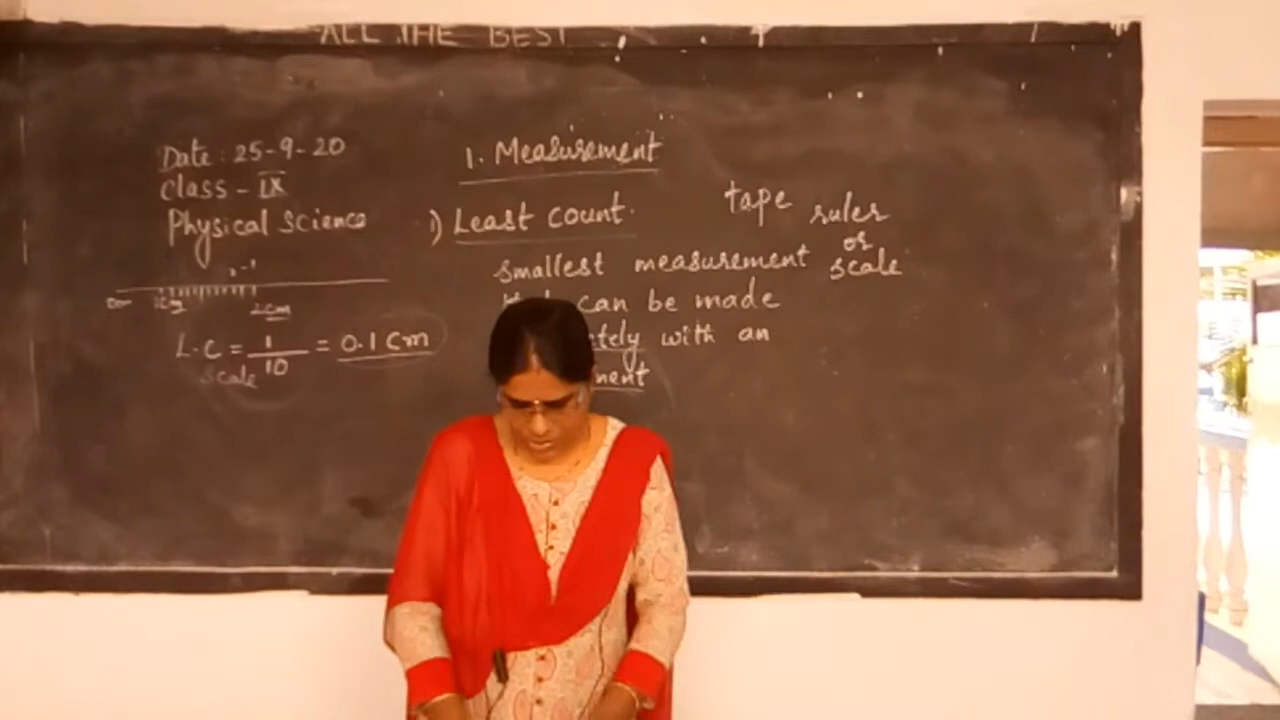 ALL THE BEST
Date : 25-9-20
Class - IX
Physical Science
2cm
L.C = 1/10 = 0.1 cm
scale
1. Measurement
1) Least count.
smallest measurement
can be made
with an
tape
ruler
or
scale